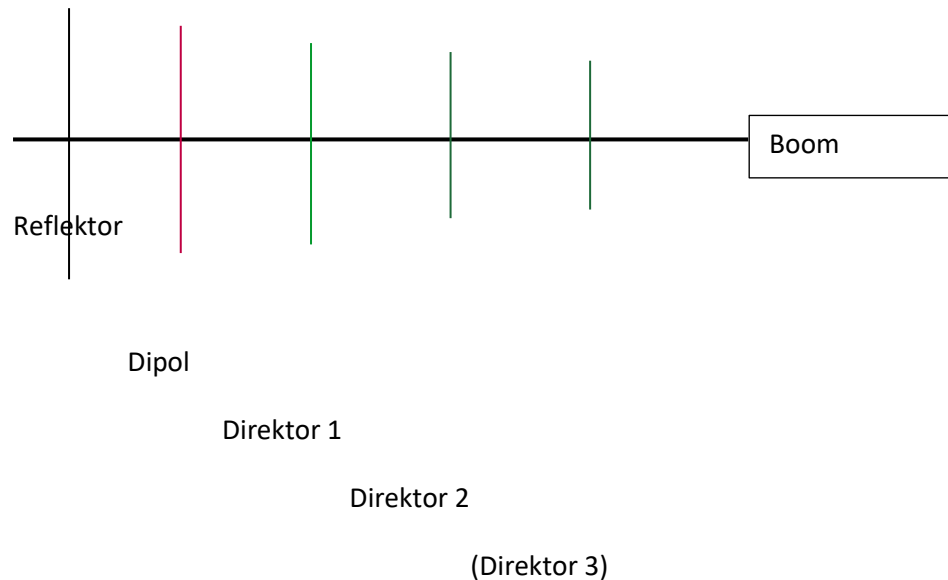 Boom
Reflektor
Dipol
Direktor 1
Direktor 2
(Direktor 3)